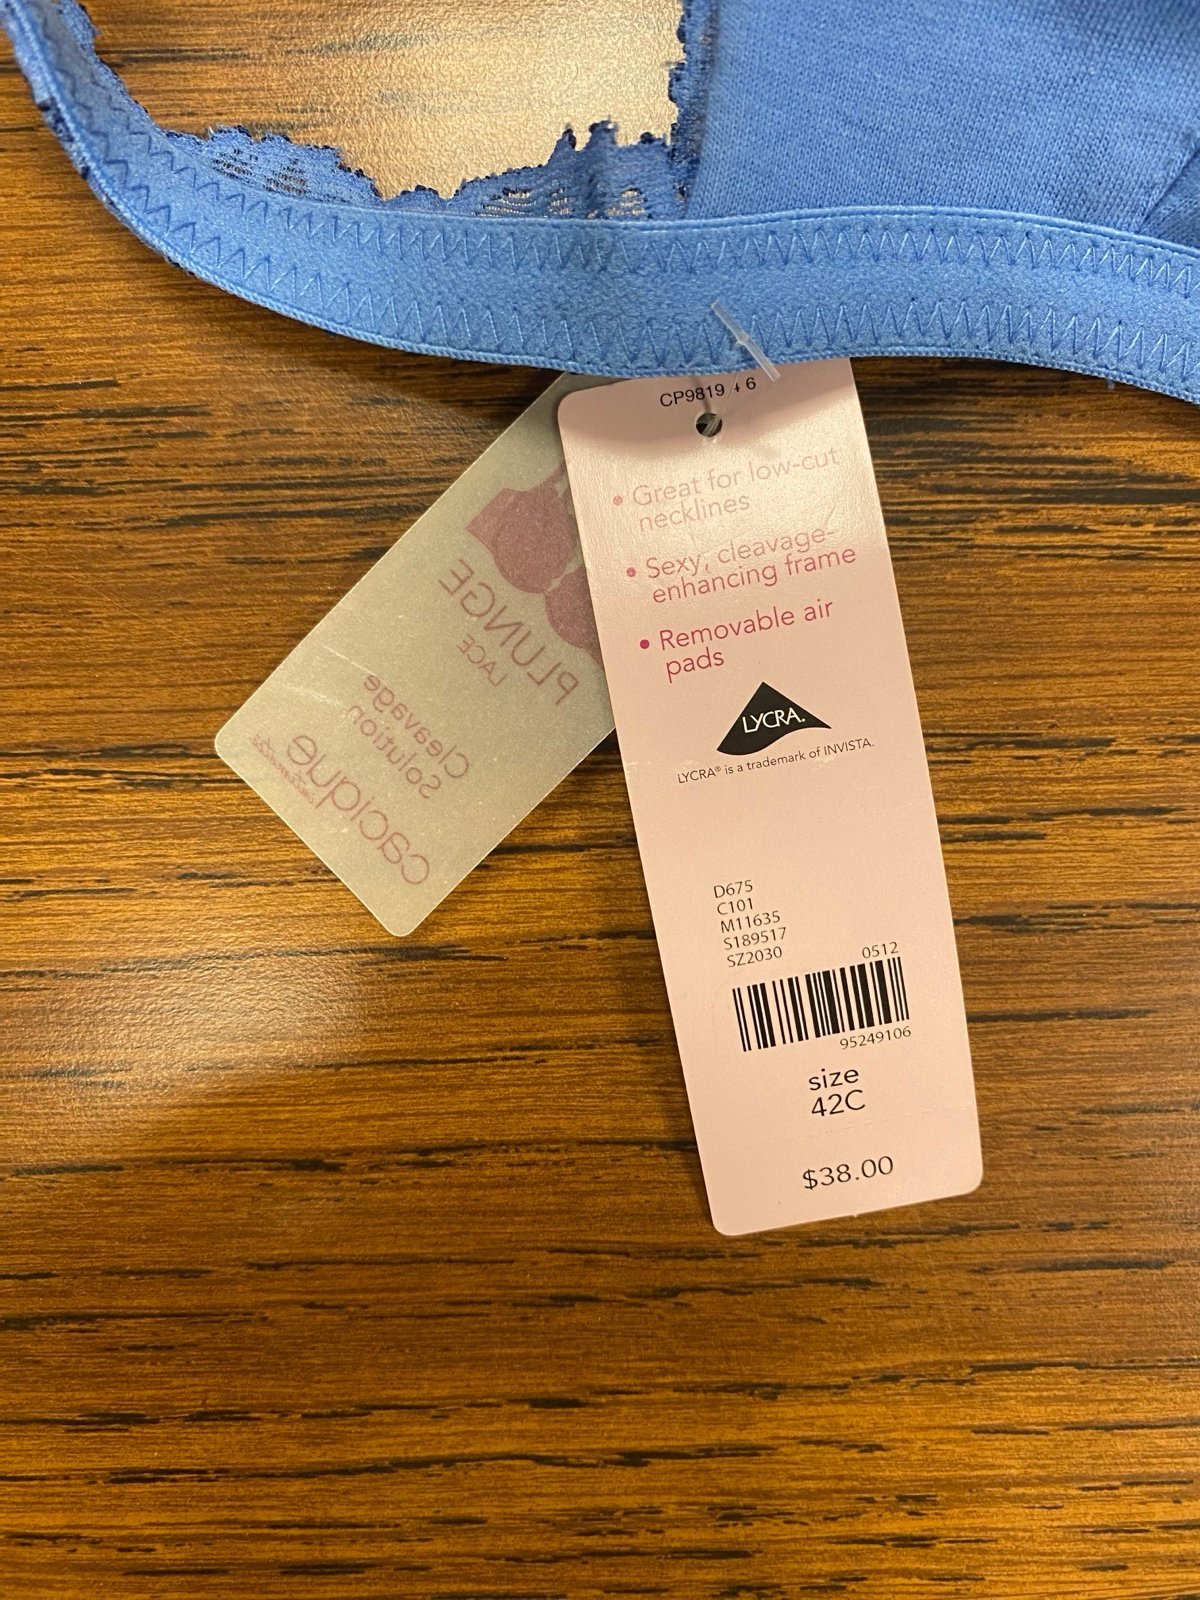 CP9819 6
• Great for low-cut
necklines
• Sexy, cleavage-
enhancing frame
• Removable air
pads
LYCRA.
LYCRA® is a trademark of INVISTA.
D675
C101
M11635
S189517
SZ2030
0512
95249106
size
42C
$38.00
PLUNGE
LACE
Cleavage
Solution
cacique